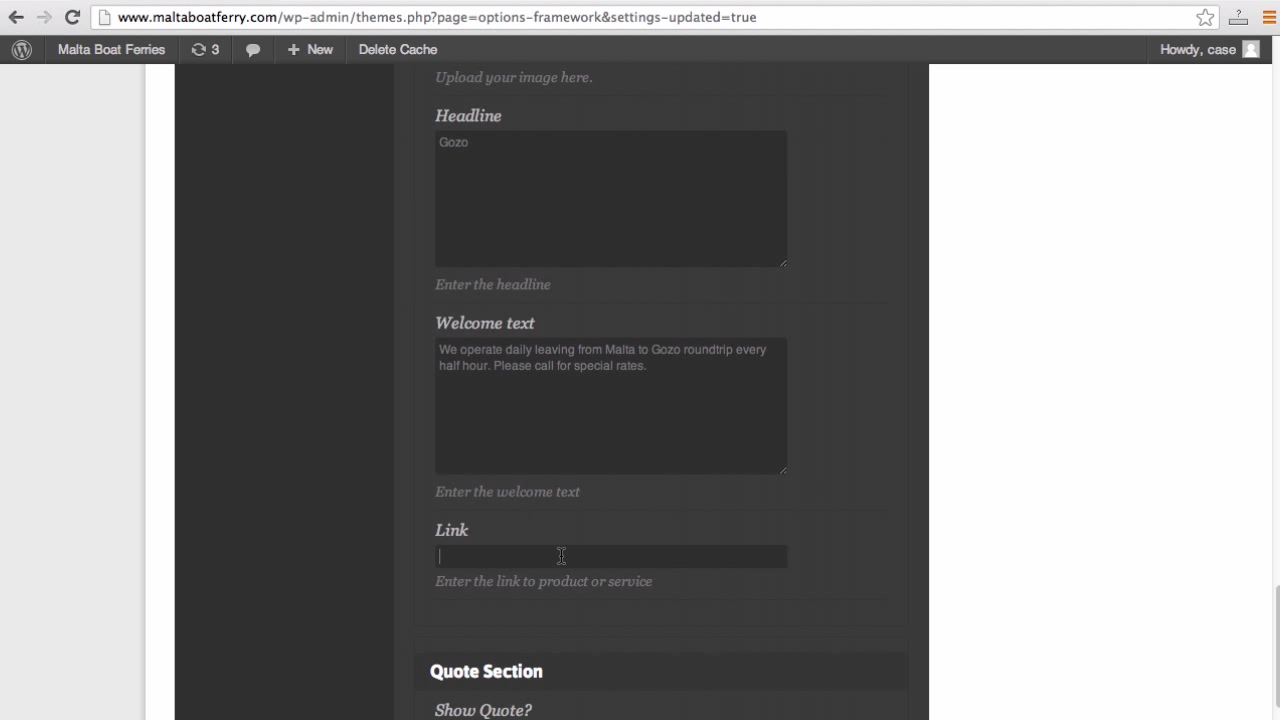 www.maltaboatferry.com/wp-admin/themes.php?page=options-framework&settings-updated=true
Malta Boat Ferries 3 New Delete Cache Howdy, case
Upload your image here.
Headline
Gozo
Enter the headline
Welcome text
We operate daily leaving from Malta to Gozo roundtrip every
half hour. Please call for special rates.
Enter the welcome text
Link
Enter the link to product or service
Quote Section
Show Quote?